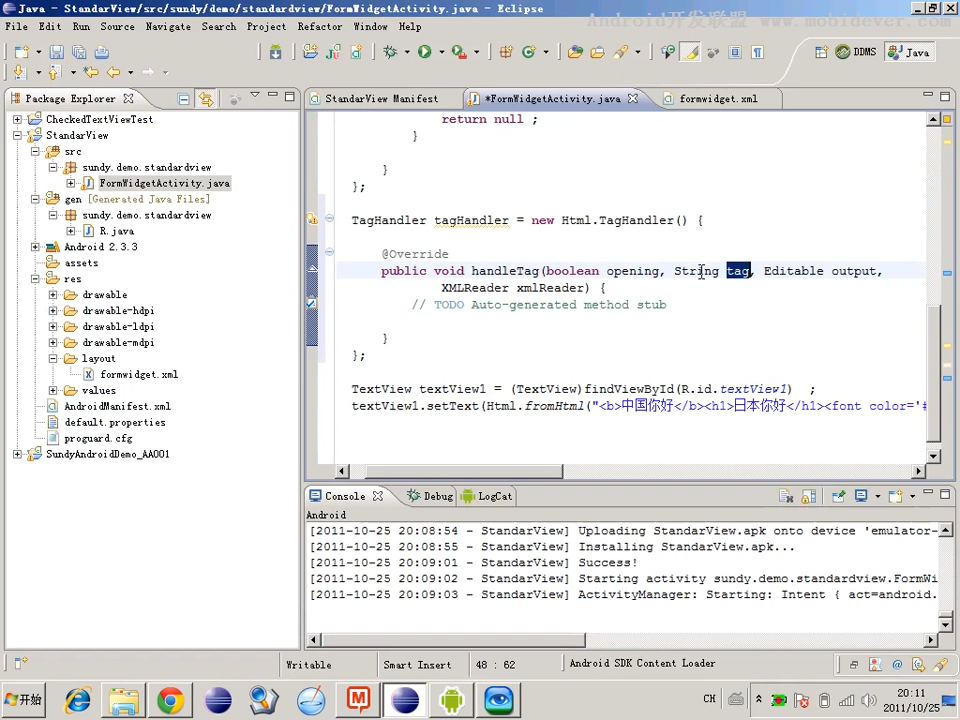 Java - StandarView/src/sundy/demo/standardview/FormWidgetActivity.java - Eclipse
Android开发联盟 www.mobidever.com
File Edit Run Source Navigate Search Project Refactor Window Help
DDMS Java
Package Explorer
StandarView Manifest
*FormWidgetActivity.java
formwidget.xml
CheckedTextViewTest
StandarView
src
sundy.demo.standardview
FormWidgetActivity.java
gen [Generated Java Files]
sundy.demo.standardview
R.java
Android 2.3.3
assets
res
drawable
drawable-hdpi
drawable-ldpi
drawable-mdpi
layout
formwidget.xml
values
AndroidManifest.xml
default.properties
proguard.cfg
SundyAndroidDemo_AA001
return null ;
}
}
};
TagHandler tagHandler = new Html.TagHandler() {
@Override
public void handleTag(boolean opening, String tag, Editable output,
XMLReader xmlReader) {
// TODO Auto-generated method stub
}
};
TextView textView1 = (TextView)findViewById(R.id.textView1) ;
textView1.setText(Html.fromHtml("<b>中国你好</b><h1>日本你好</h1><font color='#
Console Debug LogCat
Android
[2011-10-25 20:08:54 - StandarView] Uploading StandarView.apk onto device 'emulator-
[2011-10-25 20:08:55 - StandarView] Installing StandarView.apk...
[2011-10-25 20:09:01 - StandarView] Success!
[2011-10-25 20:09:02 - StandarView] Starting activity sundy.demo.standardview.FormWi
[2011-10-25 20:09:03 - StandarView] ActivityManager: Starting: Intent { act=android.
Writable Smart Insert 48 : 62 Android SDK Content Loader
开始
CH
20:11
2011/10/25